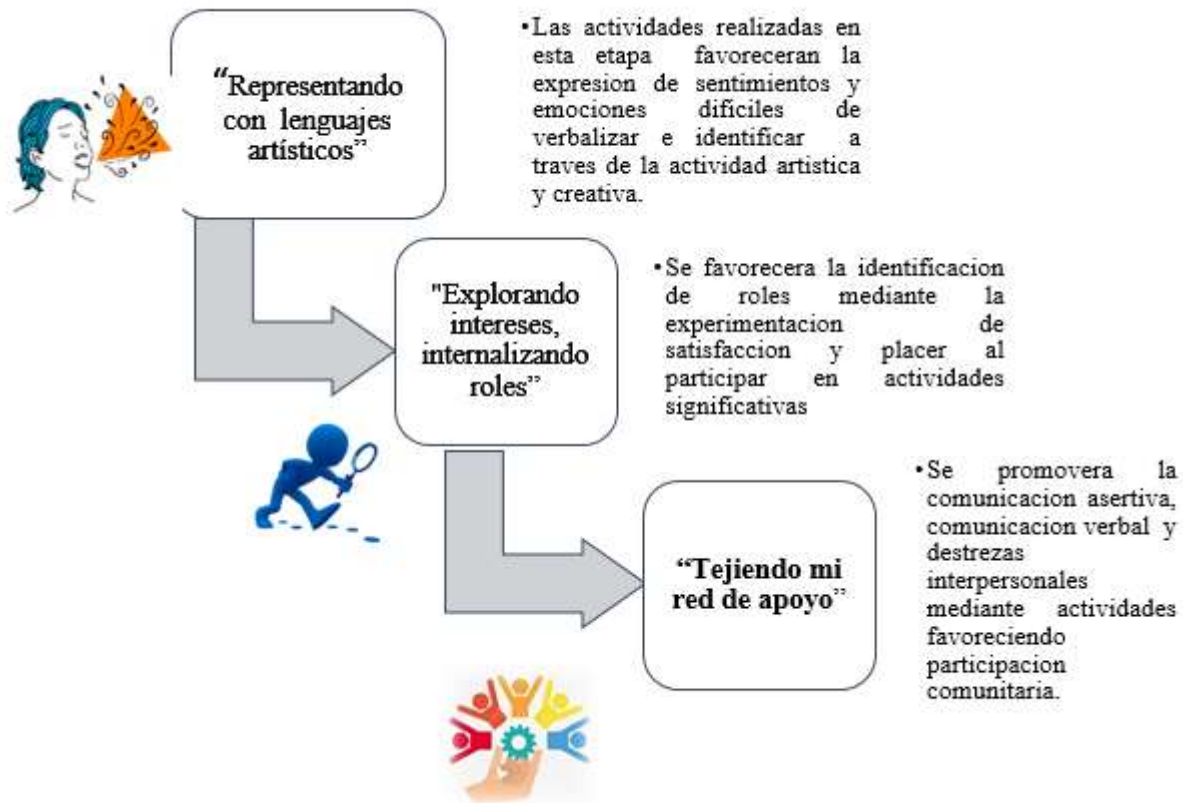 “Representando
con lenguajes
artísticos”
•Las actividades realizadas en
esta etapa favoreceran la
expresion de sentimientos y
emociones difíciles de
verbalizar e identificar a
traves de la actividad artistica
y creativa.
"Explorando
intereses,
internalizando
roles”
•Se favorecera la identificacion
de roles mediante la
experimentacion de
satisfaccion y placer al
participar en actividades
significativas
“Tejiendo mi
red de apoyo”
•Se promovera la
comunicacion asertiva,
comunicacion verbal y
destrezas
interpersonales
mediante actividades
favoreciendo
participacion
comunitaria.